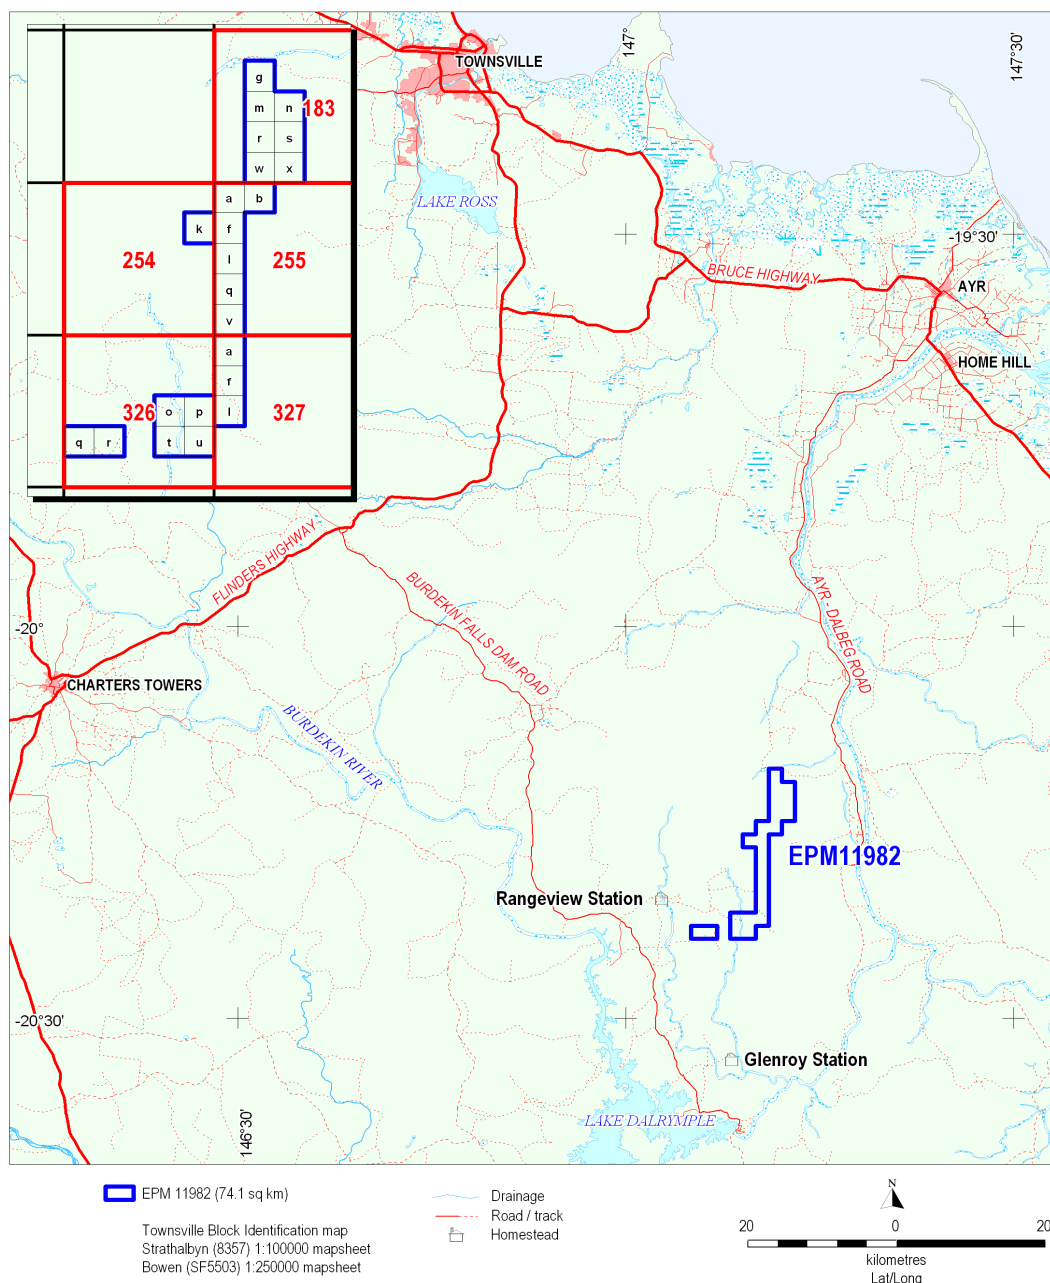 TOWNSVILLE
147°
147°30'
g
m n 183
r s
w x
a b
k f
254 255
l
q
v
a
f
326 o p l 327
q r t u
LAKE ROSS
-19°30'
BRUCE HIGHWAY
AYR
HOME HILL
FLINDERS HIGHWAY
BURDEKIN FALLS DAM ROAD
AYR - DALBEG ROAD
-20°
CHARTERS TOWERS
BURDEKIN RIVER
EPM11982
Rangeview Station
-20°30'
Glenroy Station
146°30'
LAKE DALRYMPLE
EPM 11982 (74.1 sq km)
Townsville Block Identification map
Strathalbyn (8357) 1:100000 mapsheet
Bowen (SF5503) 1:250000 mapsheet
Drainage
Road / track
Homestead
N
20 0 20
kilometres
Lat/Long